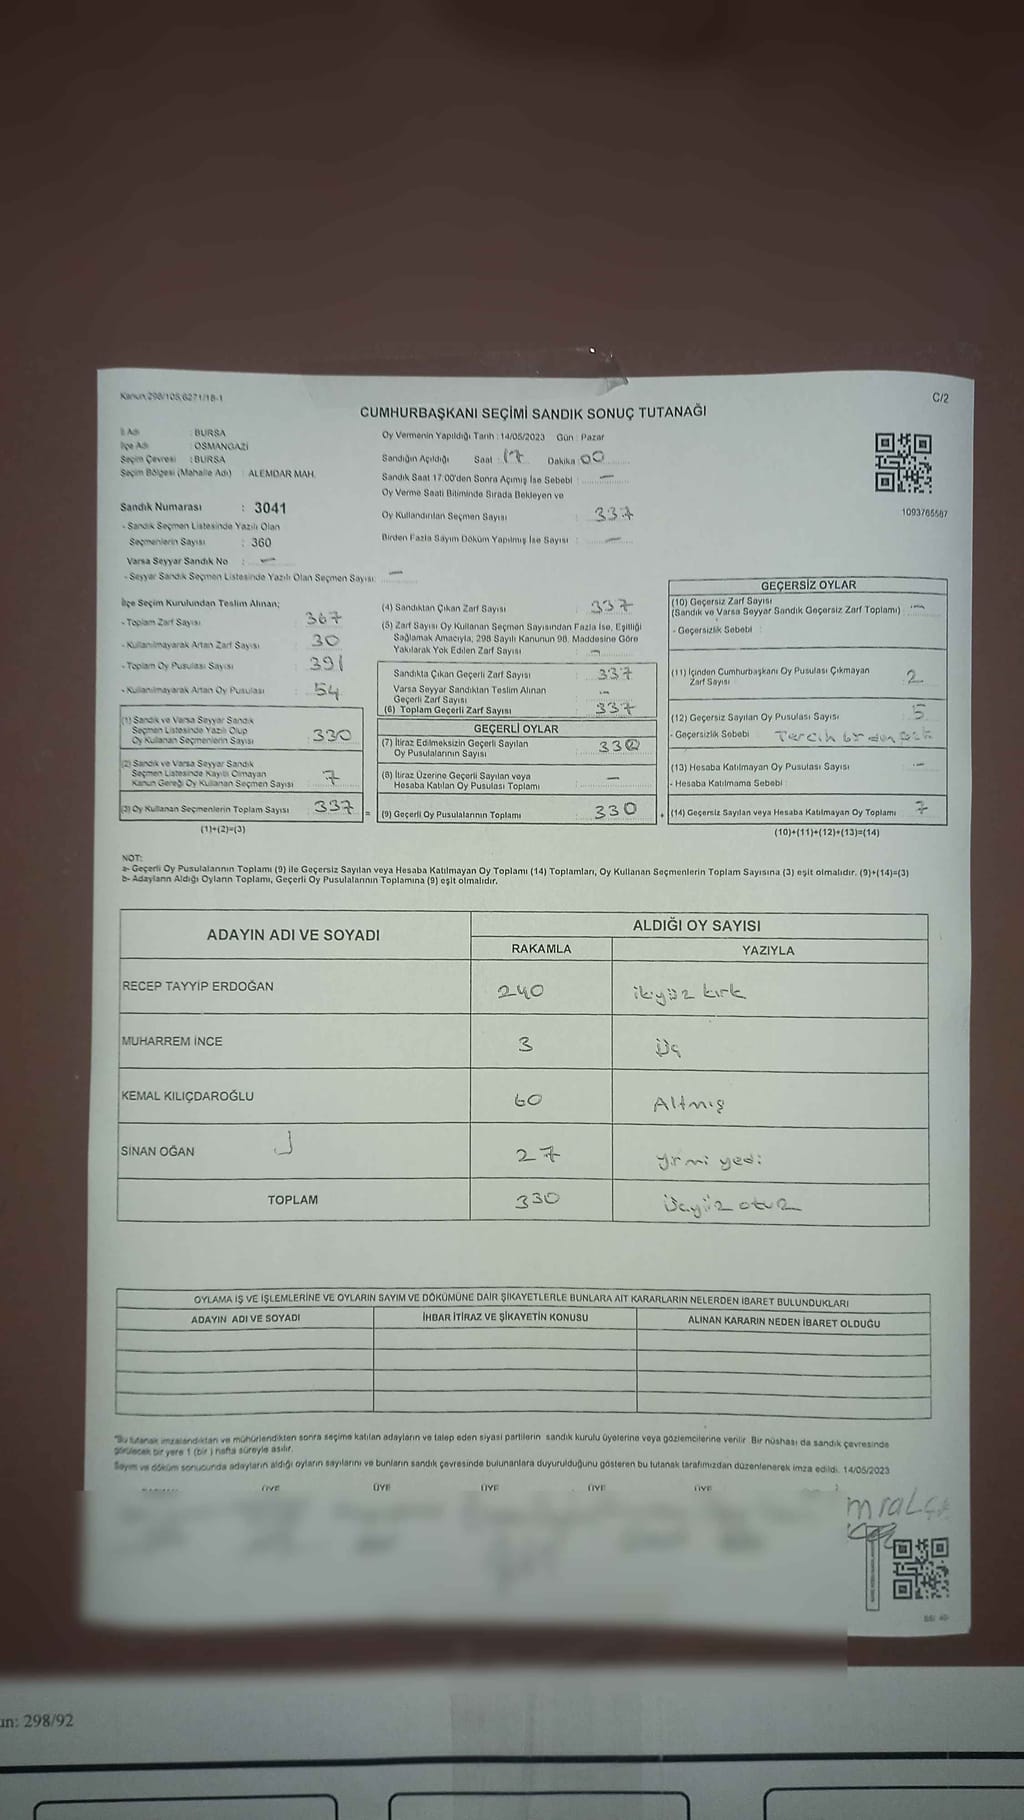 Kanun,298/105,6271/18-1
C/2
CUMHURBAŞKANI SEÇİMİ SANDIK SONUÇ TUTANAĞI
İl Adı : BURSA
İlçe Adı : OSMANGAZİ
Seçim Çevresi : BURSA
Seçim Bölgesi (Mahalle Adı) : ALEMDAR MAH.
Sandık Numarası : 3041
- Sandık Seçmen Listesinde Yazılı Olan
Seçmenlerin Sayısı : 360
Varsa Seyyar Sandık No : —
- Seyyar Sandık Seçmen Listesinde Yazılı Olan Seçmen Sayısı: —
Oy Vermenin Yapıldığı Tarih : 14/05/2023 Gün : Pazar
Sandığın Açıldığı Saat : 17 Dakika : 00
Sandık Saat 17:00'den Sonra Açımış İse Sebebi : —
Oy Verme Saati Bitiminde Sırada Bekleyen ve
Oy Kullandırılan Seçmen Sayısı : 337
Birden Fazla Sayım Döküm Yapılmış İse Sayısı : —
1093765587
İlçe Seçim Kurulundan Teslim Alınan;
- Toplam Zarf Sayısı : 367
- Kullanılmayarak Artan Zarf Sayısı : 30
- Toplam Oy Pusulası Sayısı : 391
- Kullanılmayarak Artan Oy Pusulası : 54
(1) Sandık ve Varsa Seyyar Sandık
Seçmen Listesinde Yazılı Olup
Oy Kullanan Seçmenlerin Sayısı : 330
(2) Sandık ve Varsa Seyyar Sandık
Seçmen Listesinde Kayıtlı Olmayan
Kanun Gereği Oy Kullanan Seçmen Sayısı : 7
(3) Oy Kullanan Seçmenlerin Toplam Sayısı : 337
(1)+(2)=(3)
(4) Sandıktan Çıkan Zarf Sayısı : 337
(5) Zarf Sayısı Oy Kullanan Seçmen Sayısından Fazla İse, Eşitliği
Sağlamak Amacıyla, 298 Sayılı Kanunun 98. Maddesine Göre
Yakılarak Yok Edilen Zarf Sayısı : —
Sandıkta Çıkan Geçerli Zarf Sayısı : 337
Varsa Seyyar Sandıktan Teslim Alınan
Geçerli Zarf Sayısı : —
(6) Toplam Geçerli Zarf Sayısı : 337
GEÇERLİ OYLAR
(7) İtiraz Edilmeksizin Geçerli Sayılan
Oy Pusulalarının Sayısı : 330
(8) İtiraz Üzerine Geçerli Sayılan veya
Hesaba Katılan Oy Pusulası Toplamı : —
= (9) Geçerli Oy Pusulalarının Toplamı : 330
GEÇERSİZ OYLAR
(10) Geçersiz Zarf Sayısı
(Sandık ve Varsa Seyyar Sandık Geçersiz Zarf Toplamı) : —
- Geçersizlik Sebebi :
(11) İçinden Cumhurbaşkanı Oy Pusulası Çıkmayan
Zarf Sayısı : 2
(12) Geçersiz Sayılan Oy Pusulası Sayısı : 5
- Geçersizlik Sebebi : Tercih birden
(13) Hesaba Katılmayan Oy Pusulası Sayısı : —
- Hesaba Katılmama Sebebi :
+ (14) Geçersiz Sayılan veya Hesaba Katılmayan Oy Toplamı : 7
(10)+(11)+(12)+(13)=(14)
NOT:
a- Geçerli Oy Pusulalarının Toplamı (9) ile Geçersiz Sayılan veya Hesaba Katılmayan Oy Toplamı (14) Toplamları, Oy Kullanan Seçmenlerin Toplam Sayısına (3) eşit olmalıdır. (9)+(14)=(3)
b- Adayların Aldığı Oyların Toplamı, Geçerli Oy Pusulalarının Toplamına (9) eşit olmalıdır.
ADAYIN ADI VE SOYADI ALDIĞI OY SAYISI
RAKAMLA YAZIYLA
RECEP TAYYİP ERDOĞAN 240 ikiyüz kırk
MUHARREM İNCE 3 Üç
KEMAL KILIÇDAROĞLU 60 Altmış
SİNAN OĞAN 27 yirmi yedi
TOPLAM 330 Üçyüz otuz
OYLAMA İŞ VE İŞLEMLERİNE VE OYLARIN SAYIM VE DÖKÜMÜNE DAİR ŞİKAYETLERLE BUNLARA AİT KARARLARIN NELERDEN İBARET BULUNDUKLARI
ADAYIN ADI VE SOYADI İHBAR İTİRAZ VE ŞİKAYETİN KONUSU ALINAN KARARIN NEDEN İBARET OLDUĞU
*Bu tutanak imzalandıktan ve mühürlendikten sonra seçime katılan adayların ve talep eden siyasi partilerin sandık kurulu üyelerine veya gözlemcilerine verilir. Bir nüshası da sandık çevresinde
görülecek bir yere 1 (bir) hafta süreyle asılır.
Sayım ve döküm sonucunda adayların aldığı oyların sayılarını ve bunların sandık çevresinde bulunanlara duyurulduğunu gösteren bu tutanak tarafımızdan düzenlenerek imza edildi. 14/05/2023
ÜYE ÜYE ÜYE ÜYE ÜYE
un: 298/92